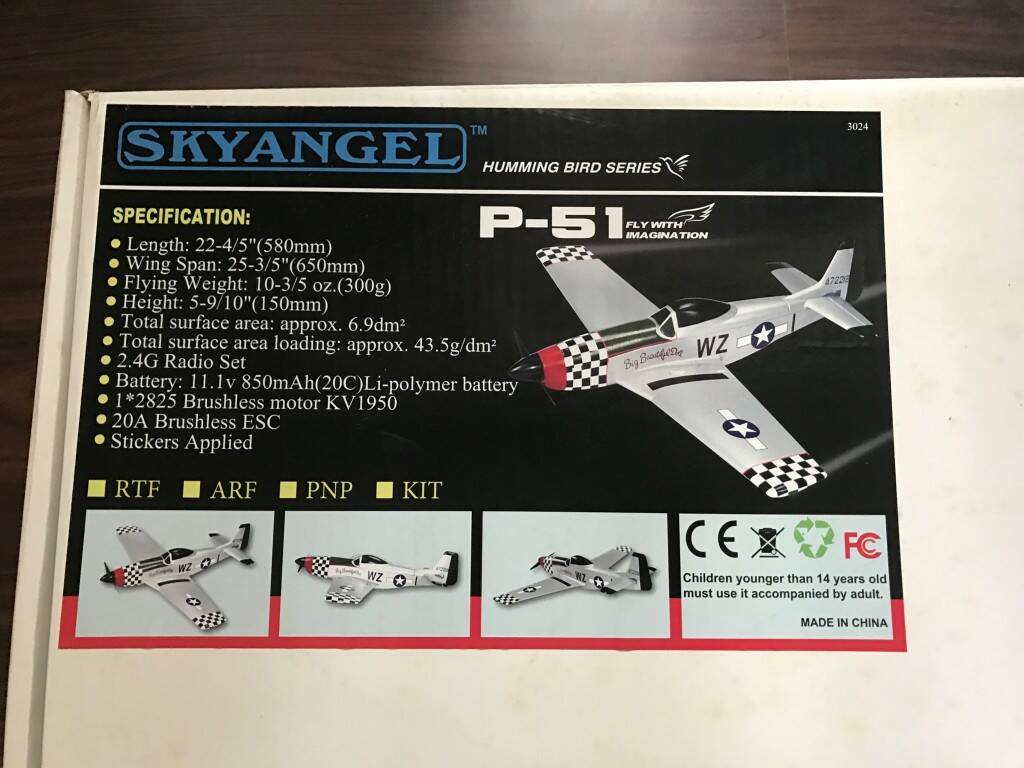 SKYANGEL™
HUMMING BIRD SERIES
3024
P-51
FLY WITH
IMAGINATION
SPECIFICATION:
Length: 22-4/5"(580mm)
Wing Span: 25-3/5"(650mm)
Flying Weight: 10-3/5 oz.(300g)
Height: 5-9/10"(150mm)
Total surface area: approx. 6.9dm²
Total surface area loading: approx. 43.5g/dm²
2.4G Radio Set
Battery: 11.1v 850mAh(20C)Li-polymer battery
1*2825 Brushless motor KV1950
20A Brushless ESC
Stickers Applied
Big Beautiful Doll
WZ
I
RTF ARF PNP KIT
WZ
WZ
WZ
CE FC
Children younger than 14 years old
must use it accompanied by adult.
MADE IN CHINA